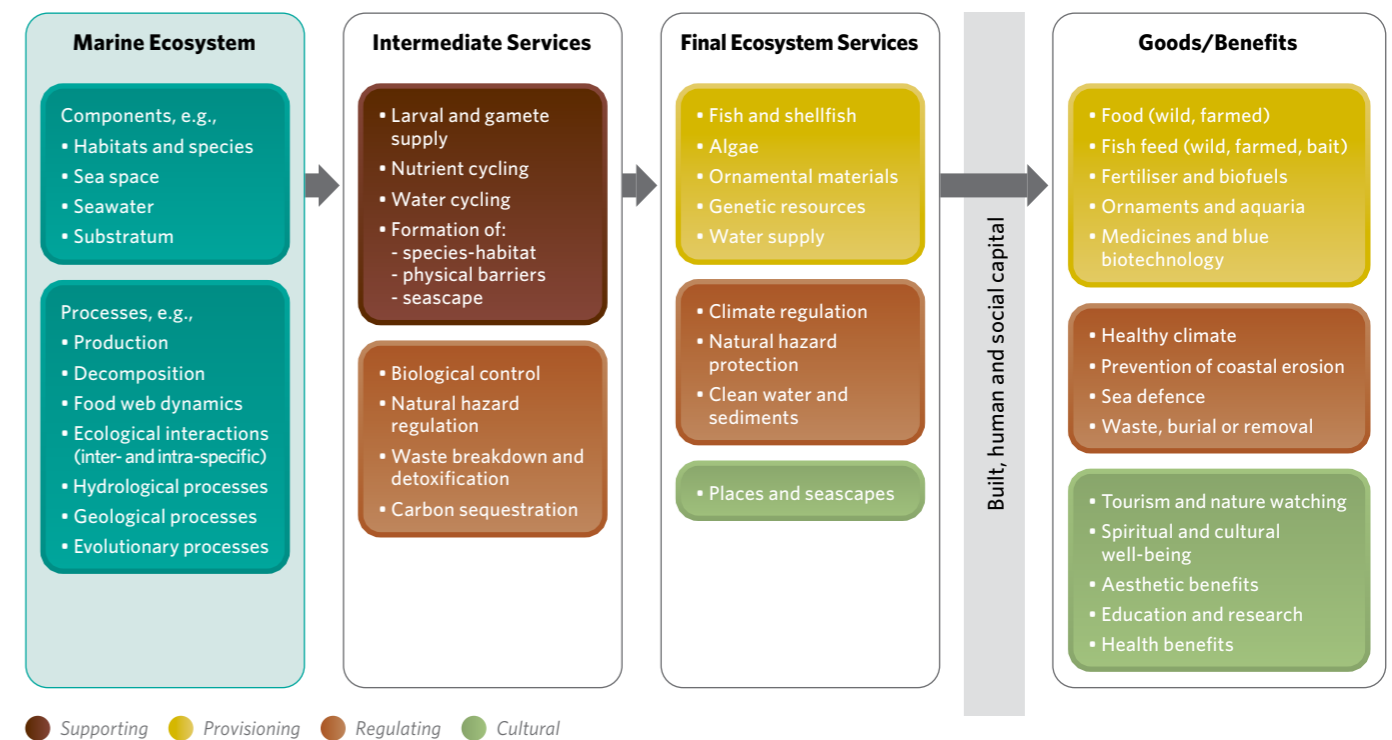 Marine Ecosystem
Components, e.g.,
▪ Habitats and species
▪ Sea space
▪ Seawater
▪ Substratum
Processes, e.g.,
▪ Production
▪ Decomposition
▪ Food web dynamics
▪ Ecological interactions
(inter- and intra-specific)
▪ Hydrological processes
▪ Geological processes
▪ Evolutionary processes
Intermediate Services
▪ Larval and gamete
supply
▪ Nutrient cycling
▪ Water cycling
▪ Formation of:
- species-habitat
- physical barriers
- seascape
▪ Biological control
▪ Natural hazard
regulation
▪ Waste breakdown and
detoxification
▪ Carbon sequestration
Final Ecosystem Services
▪ Fish and shellfish
▪ Algae
▪ Ornamental materials
▪ Genetic resources
▪ Water supply
▪ Climate regulation
▪ Natural hazard
protection
▪ Clean water and
sediments
▪ Places and seascapes
Built, human and social capital
Goods/Benefits
▪ Food (wild, farmed)
▪ Fish feed (wild, farmed, bait)
▪ Fertiliser and biofuels
▪ Ornaments and aquaria
▪ Medicines and blue
biotechnology
▪ Healthy climate
▪ Prevention of coastal erosion
▪ Sea defence
▪ Waste, burial or removal
▪ Tourism and nature watching
▪ Spiritual and cultural
well-being
▪ Aesthetic benefits
▪ Education and research
▪ Health benefits
Supporting
Provisioning
Regulating
Cultural